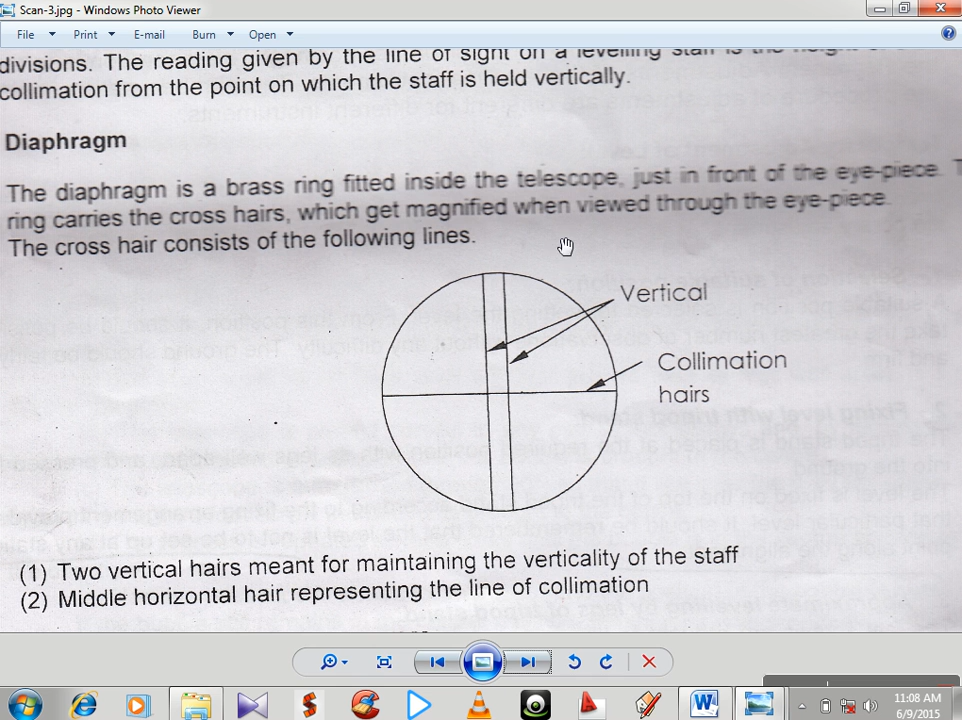 Scan-3.jpg - Windows Photo Viewer
File Print E-mail Burn Open
divisions. The reading given by the line of sight on a levelling staff is the
collimation from the point on which the staff is held vertically.
Diaphragm
The diaphragm is a brass ring fitted inside the telescope, just in front of the eye-piece.
ring carries the cross hairs, which get magnified when viewed through the eye-piece.
The cross hair consists of the following lines.
Vertical
Collimation
hairs
(1) Two vertical hairs meant for maintaining the verticality of the staff
(2) Middle horizontal hair representing the line of collimation
11:08 AM
6/9/2015